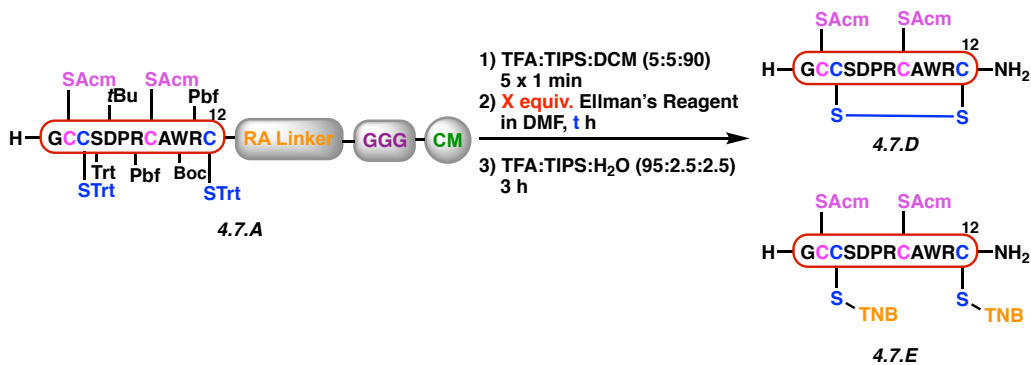 SAcm SAcm
tBu Pbf
12
H GCCSDPRCAWRC RA Linker GGG CM
Trt Pbf Boc
STrt STrt
4.7.A
1) TFA:TIPS:DCM (5:5:90)
5 x 1 min
2) X equiv. Ellman's Reagent
in DMF, t h
3) TFA:TIPS:H₂O (95:2.5:2.5)
3 h
SAcm SAcm
12
H GCCSDPRCAWRC NH₂
S S
4.7.D
SAcm SAcm
12
H GCCSDPRCAWRC NH₂
S S
TNB TNB
4.7.E